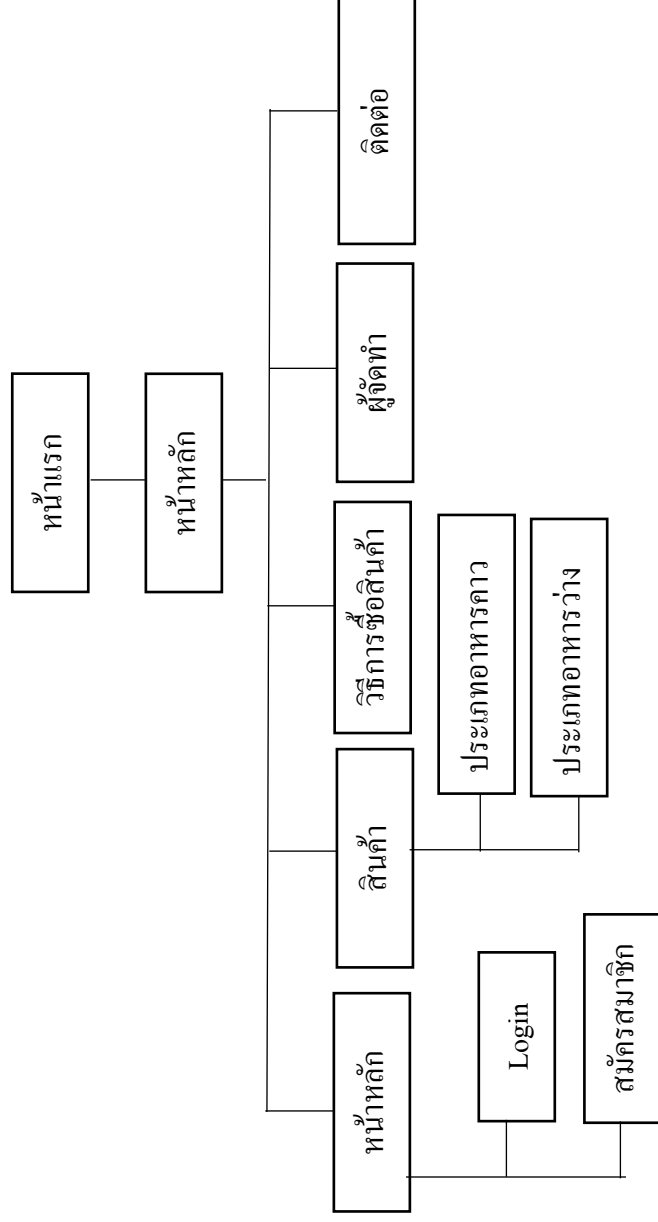 หน้าแรก
หน้าหลัก
หน้าหลัก
สินค้า
วิธีการซื้อสินค้า
ผู้จัดทำ
ติดต่อ
Login
สมัครสมาชิก
ประเภทอาหารคาว
ประเภทอาหารว่าง